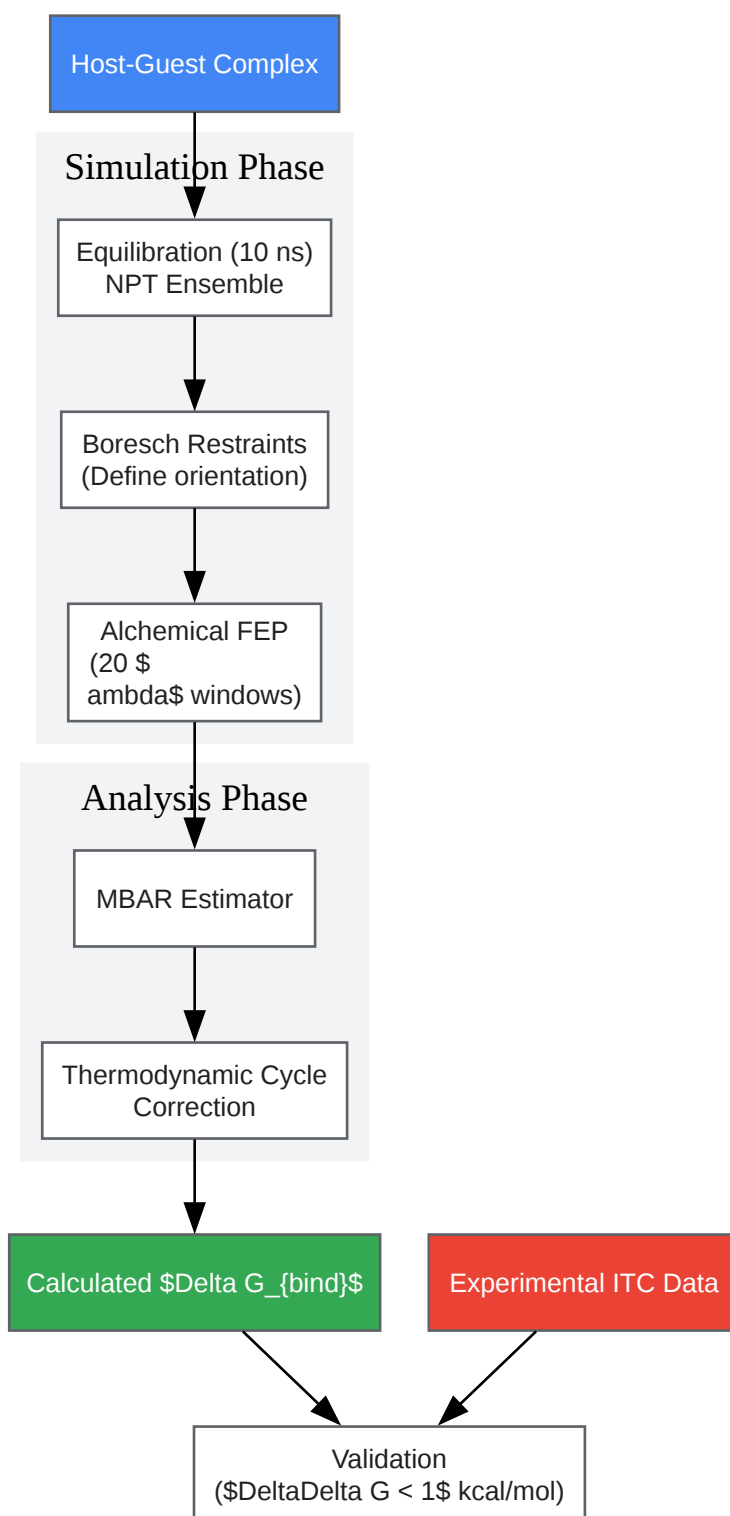 Host-Guest Complex
Simulation Phase
Equilibration (10 ns)
NPT Ensemble
Boresch Restraints
(Define orientation)
Alchemical FEP
(20 $
ambda$ windows)
Analysis Phase
MBAR Estimator
Thermodynamic Cycle
Correction
Calculated $Delta G_{bind}$
Experimental ITC Data
Validation
($DeltaDelta G < 1$ kcal/mol)